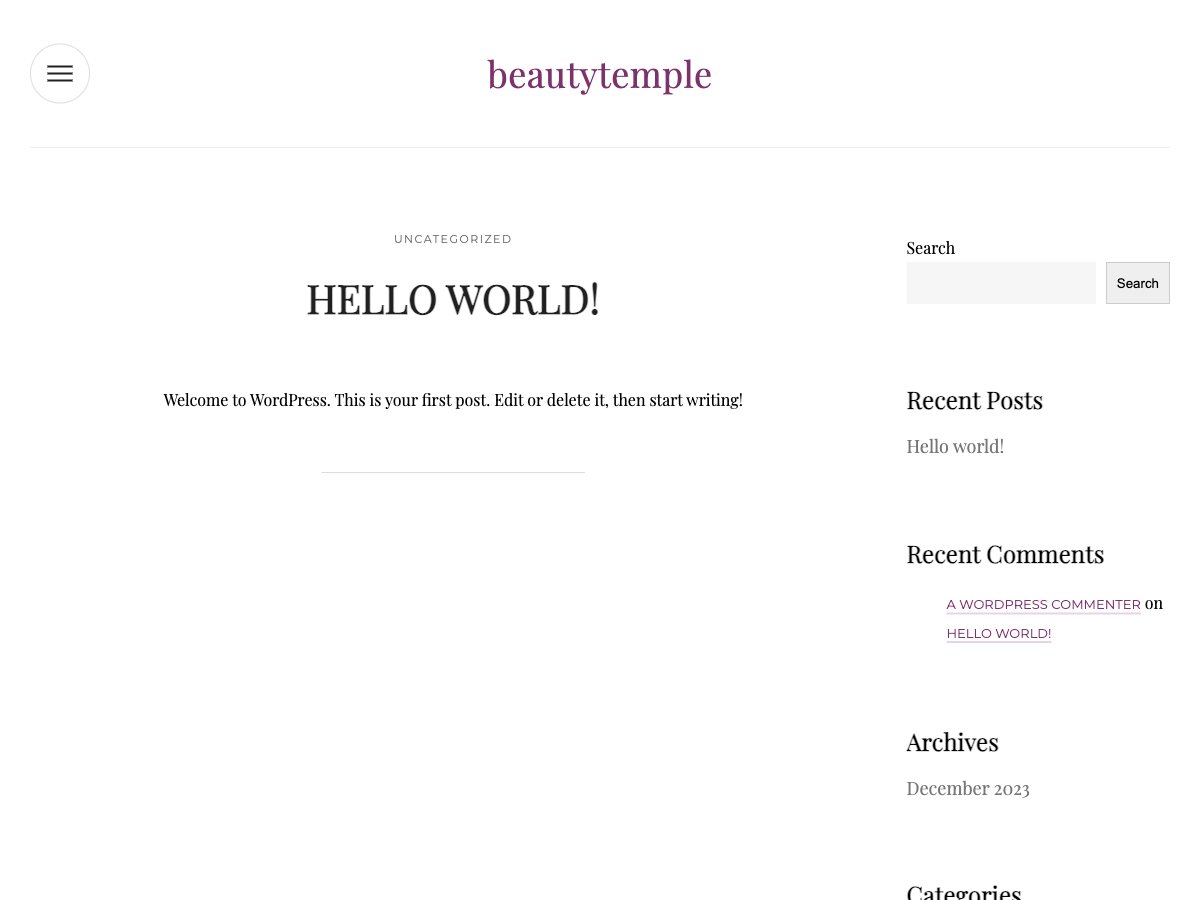 beautytemple
UNCATEGORIZED
HELLO WORLD!
Welcome to WordPress. This is your first post. Edit or delete it, then start writing!
Search
Search
Recent Posts
Hello world!
Recent Comments
A WORDPRESS COMMENTER on
HELLO WORLD!
Archives
December 2023
Categories